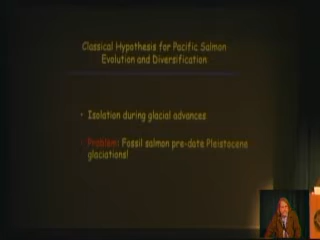 Classical Hypothesis for Pacific Salmon
Evolution and Diversification
• Isolation during glacial advances
• Problem: Fossil salmon pre-date Pleistocene
glaciations!